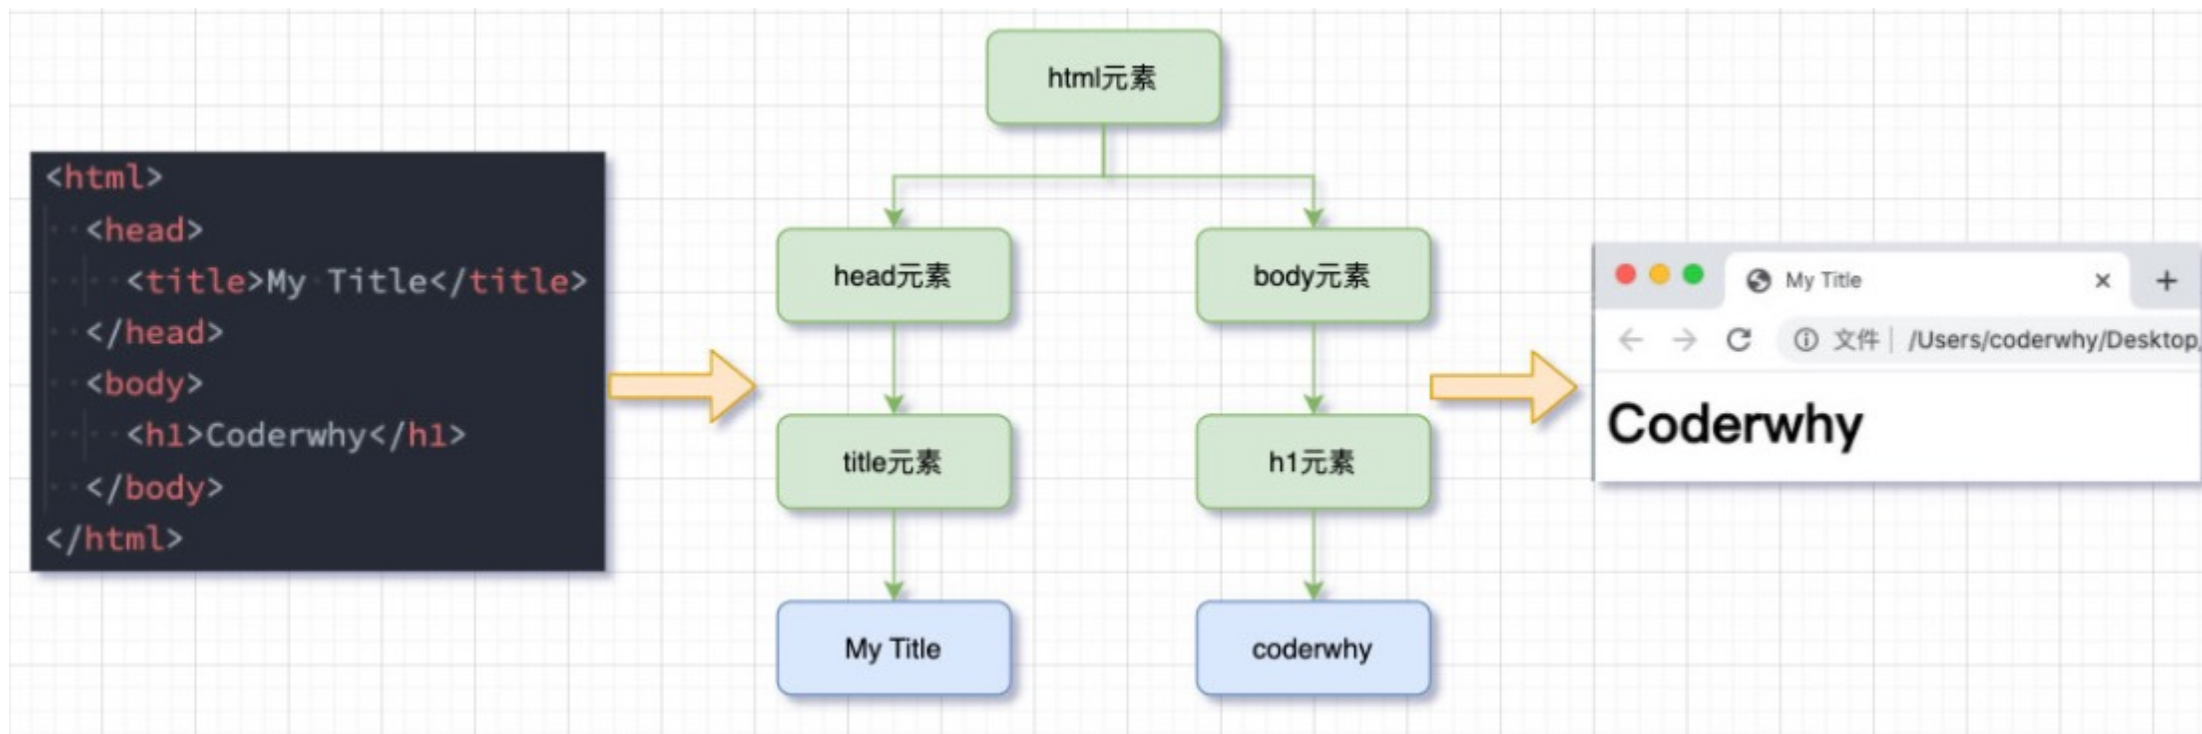 <html>
<head>
<title>My Title</title>
</head>
<body>
<h1>Coderwhy</h1>
</body>
</html>
html元素
head元素
body元素
title元素
h1元素
My Title
coderwhy
My Title
文件 | /Users/coderwhy/Desktop/
Coderwhy